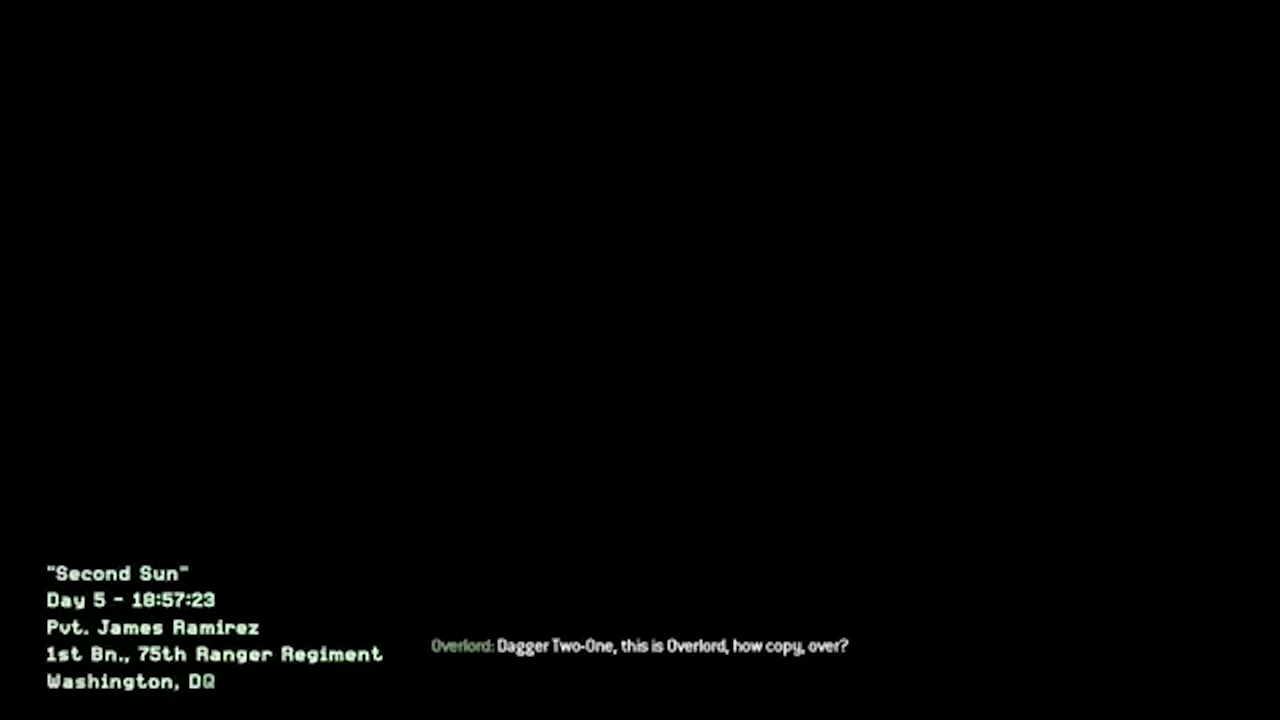 "Second Sun"
Day 5 - 18:57:23
Pvt. James Ramirez
1st Bn., 75th Ranger Regiment
Washington, DQ
Overlord: Dagger Two-One, this is Overlord, how copy, over?